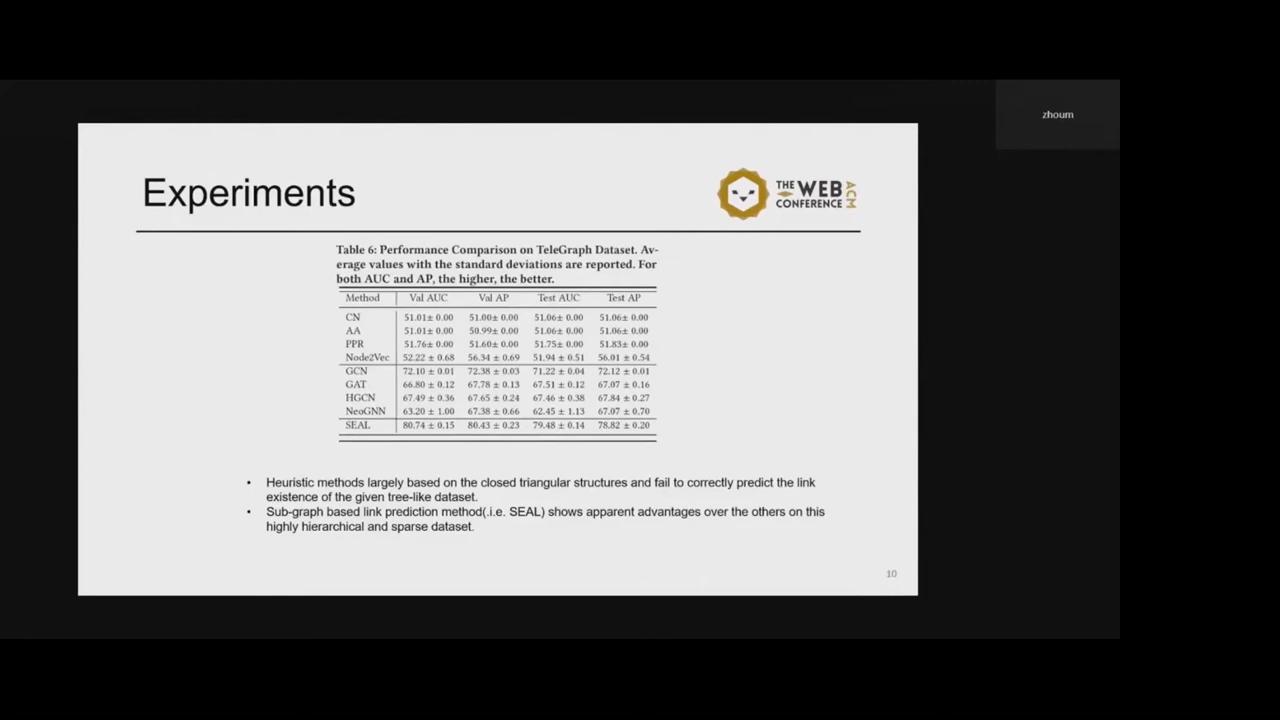 zhoum
Experiments
THE WEB CONFERENCE ACM
Table 6: Performance Comparison on TeleGraph Dataset. Av-
erage values with the standard deviations are reported. For
both AUC and AP, the higher, the better.
Method Val AUC Val AP Test AUC Test AP
CN 51.01± 0.00 51.00± 0.00 51.06± 0.00 51.06± 0.00
AA 51.01± 0.00 50.99± 0.00 51.06± 0.00 51.06± 0.00
PPR 51.76± 0.00 51.60± 0.00 51.75± 0.00 51.83± 0.00
Node2Vec 52.22 ± 0.68 56.34 ± 0.69 51.94 ± 0.51 56.01 ± 0.54
GCN 72.10 ± 0.01 72.38 ± 0.03 71.22 ± 0.04 72.12 ± 0.01
GAT 66.80 ± 0.12 67.78 ± 0.13 67.51 ± 0.12 67.07 ± 0.16
HGCN 67.49 ± 0.36 67.65 ± 0.24 67.46 ± 0.38 67.84 ± 0.27
NeoGNN 63.20 ± 1.00 67.38 ± 0.66 62.45 ± 1.13 67.07 ± 0.70
SEAL 80.74 ± 0.15 80.43 ± 0.23 79.48 ± 0.14 78.82 ± 0.20
• Heuristic methods largely based on the closed triangular structures and fail to correctly predict the link
existence of the given tree-like dataset.
• Sub-graph based link prediction method(.i.e. SEAL) shows apparent advantages over the others on this
highly hierarchical and sparse dataset.
10